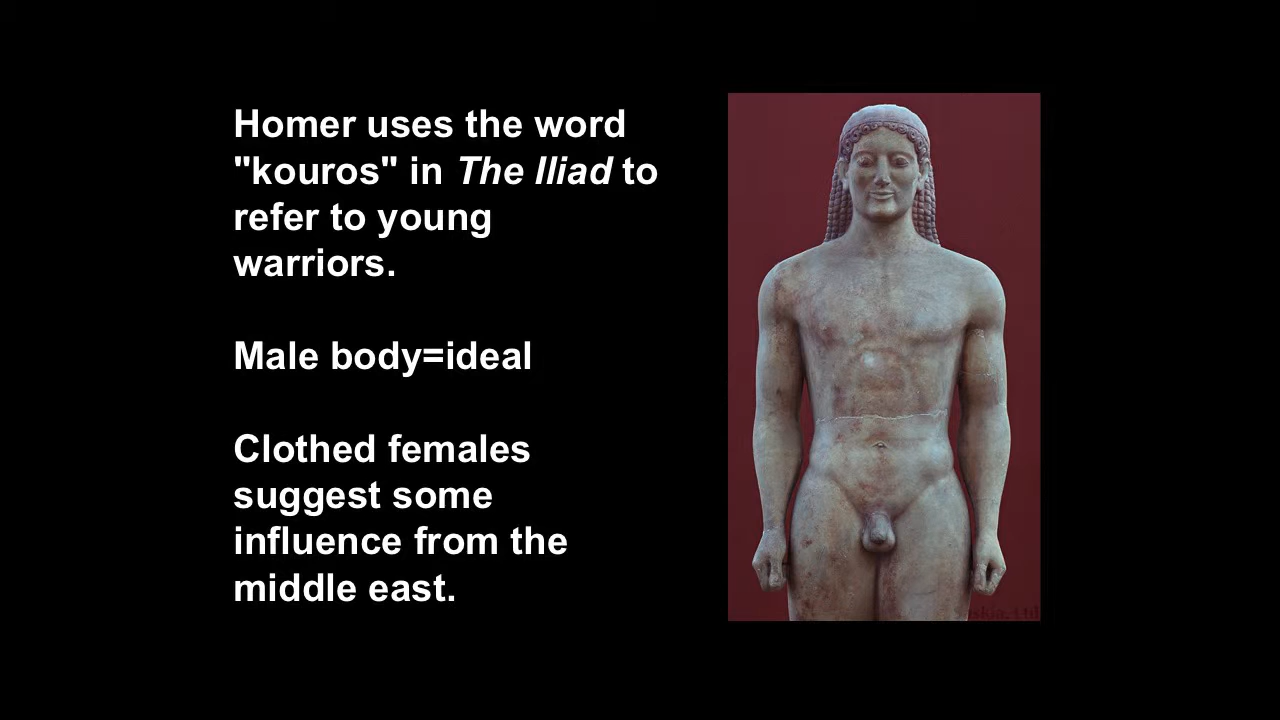 Homer uses the word
"kouros" in The Iliad to
refer to young
warriors.
Male body=ideal
Clothed females
suggest some
influence from the
middle east.